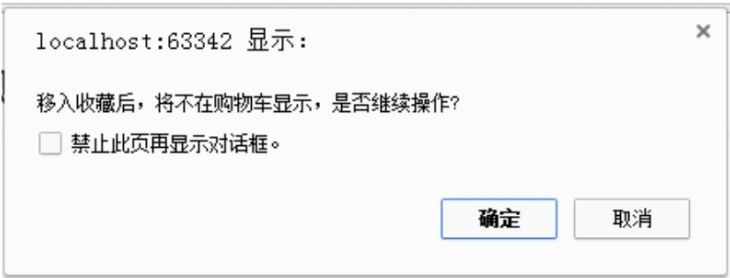 localhost:63342 显示:
移入收藏后，将不在购物车显示，是否继续操作?
禁止此页再显示对话框。
确定 取消